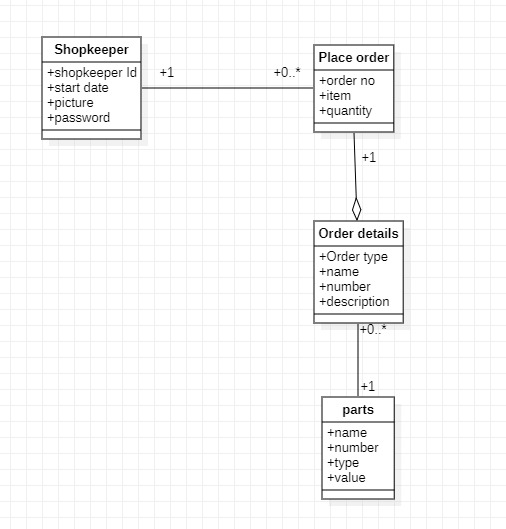 Shopkeeper
+shopkeeper Id
+start date
+picture
+password
+1
+0..*
Place order
+order no
+item
+quantity
+1
Order details
+Order type
+name
+number
+description
+0..*
+1
parts
+name
+number
+type
+value